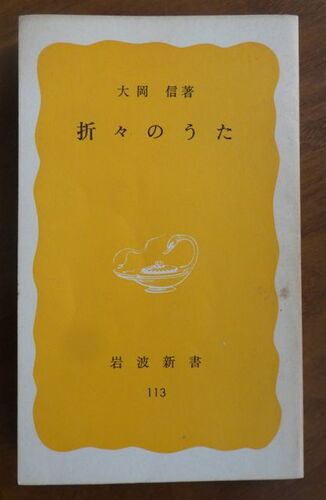 大岡 信著
折々のうた
岩波新書
113